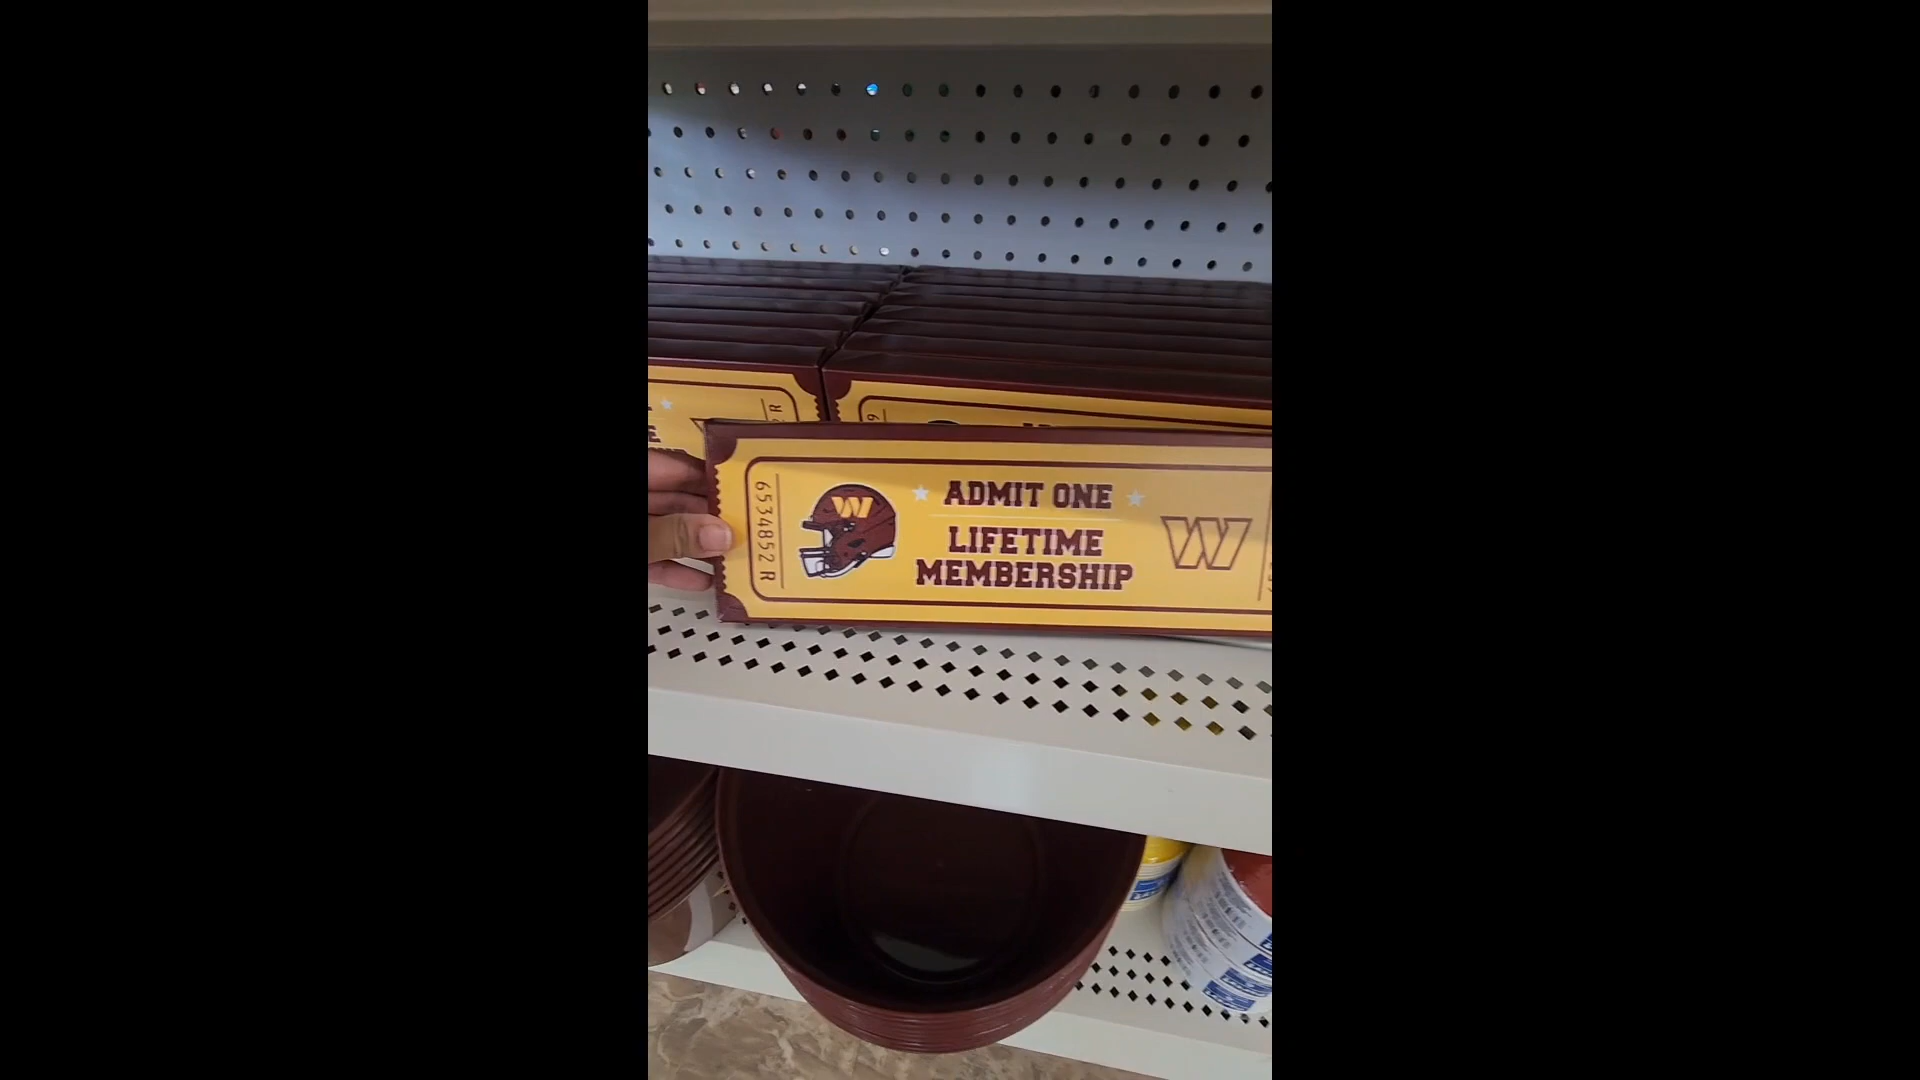 ADMIT ONE
LIFETIME
MEMBERSHIP
6534852 R
W
W